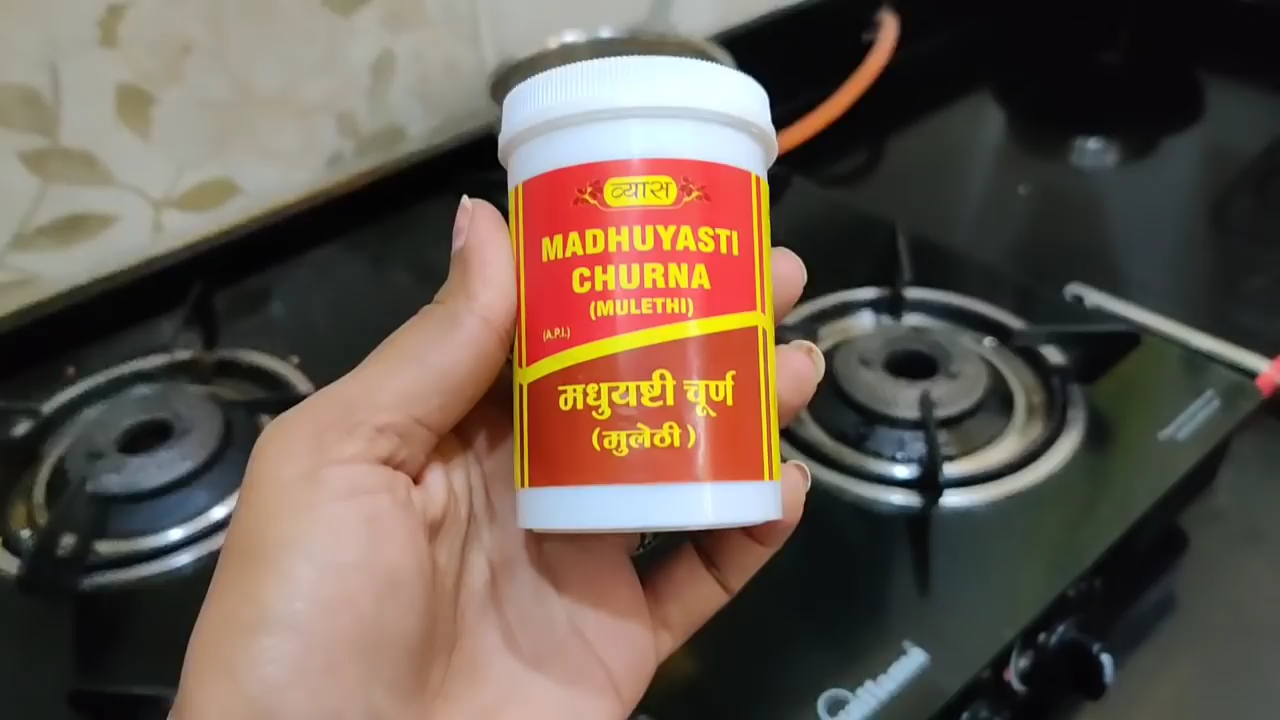 व्यास
MADHUYASTI
CHURNA
(MULETHI)
(A.P.I.)
मधुयष्टी चूर्ण
(मुलेठी)